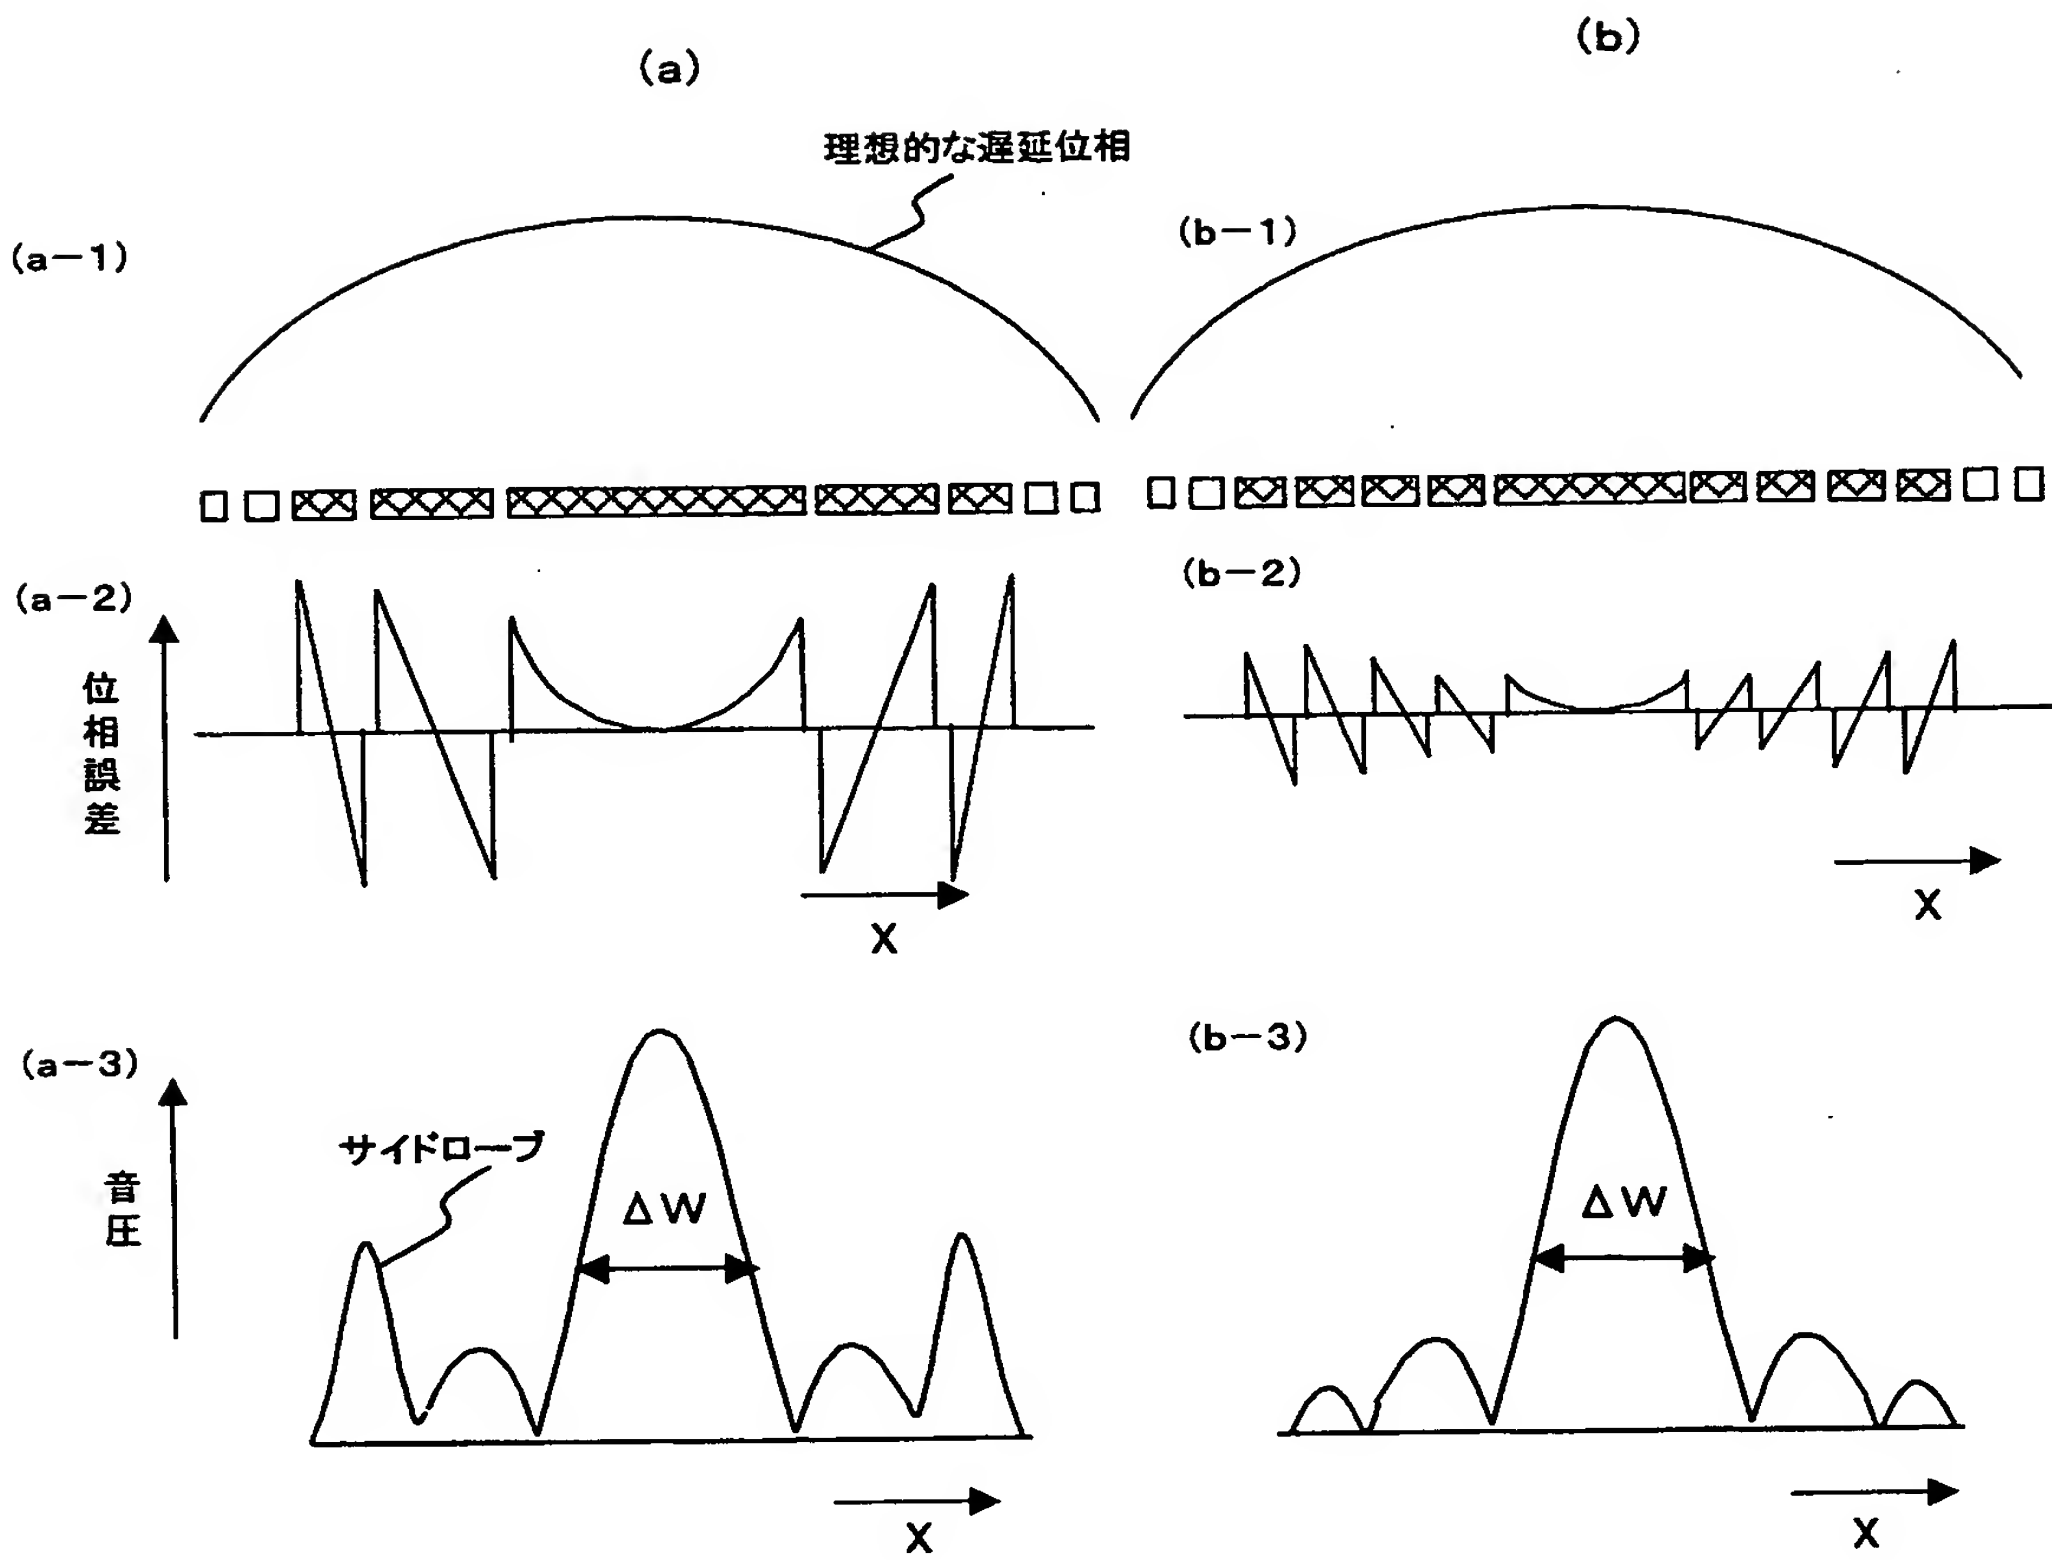 (a)
(b)
理想的な遅延位相
(a-1)
(b-1)
(a-2)
(b-2)
位相誤差
X
X
(a-3)
(b-3)
サイドローブ
音圧
ΔW
ΔW
X
X